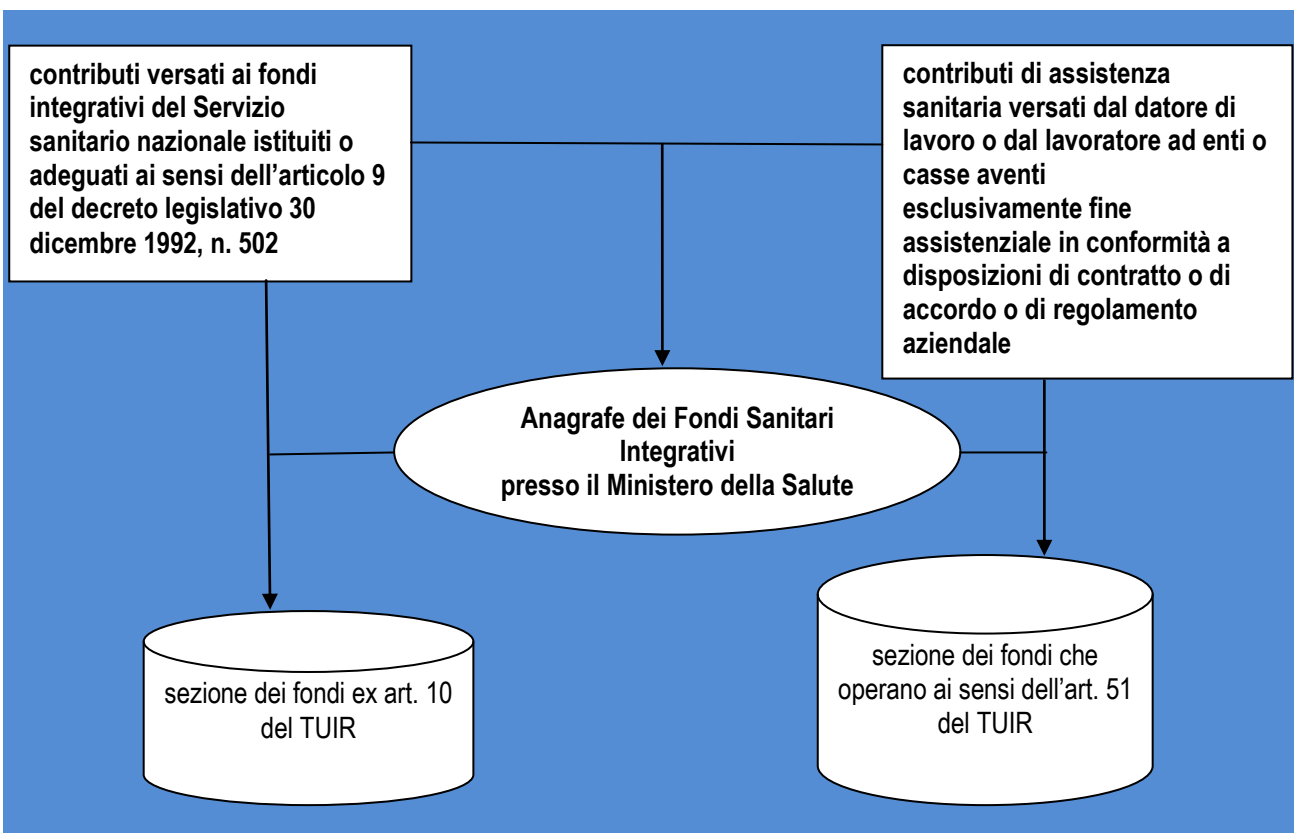 contributi versati ai fondi
integrativi del Servizio
sanitario nazionale istituiti o
adeguati ai sensi dell’articolo 9
del decreto legislativo 30
dicembre 1992, n. 502
contributi di assistenza
sanitaria versati dal datore di
lavoro o dal lavoratore ad enti o
casse aventi
esclusivamente fine
assistenziale in conformità a
disposizioni di contratto o di
accordo o di regolamento
aziendale
Anagrafe dei Fondi Sanitari
Integrativi
presso il Ministero della Salute
sezione dei fondi ex art. 10
del TUIR
sezione dei fondi che
operano ai sensi dell’art. 51
del TUIR